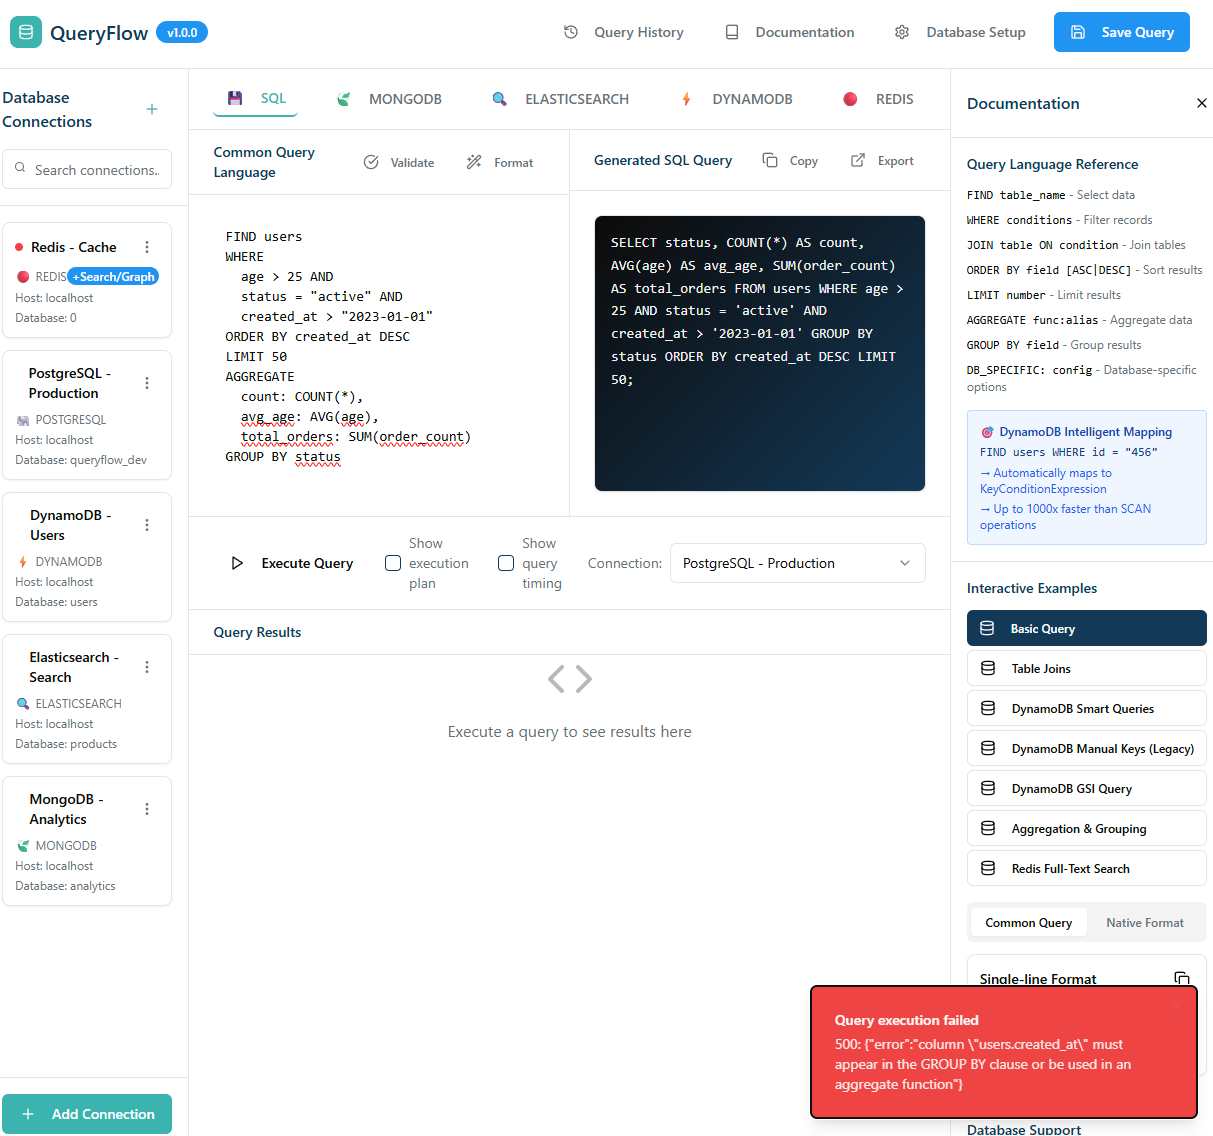 QueryFlow v1.0.0
Query History
Documentation
Database Setup
Save Query
Database
Connections
Search connections..
Redis - Cache
REDIS +Search/Graph
Host: localhost
Database: 0
PostgreSQL -
Production
POSTGRESQL
Host: localhost
Database: queryflow_dev
DynamoDB -
Users
DYNAMODB
Host: localhost
Database: users
Elasticsearch -
Search
ELASTICSEARCH
Host: localhost
Database: products
MongoDB -
Analytics
MONGODB
Host: localhost
Database: analytics
Add Connection
SQL
MONGODB
ELASTICSEARCH
DYNAMODB
REDIS
Common Query
Language
Validate
Format
FIND users
WHERE
age > 25 AND
status = "active" AND
created_at > "2023-01-01"
ORDER BY created_at DESC
LIMIT 50
AGGREGATE
count: COUNT(*),
avg_age: AVG(age),
total_orders: SUM(order_count)
GROUP BY status
Generated SQL Query
Copy
Export
SELECT status, COUNT(*) AS count,
AVG(age) AS avg_age, SUM(order_count)
AS total_orders FROM users WHERE age >
25 AND status = 'active' AND
created_at > '2023-01-01' GROUP BY
status ORDER BY created_at DESC LIMIT
50;
Execute Query
Show
execution
plan
Show
query
timing
Connection:
PostgreSQL - Production
Query Results
Execute a query to see results here
Documentation
Query Language Reference
FIND table_name - Select data
WHERE conditions - Filter records
JOIN table ON condition - Join tables
ORDER BY field [ASC|DESC] - Sort results
LIMIT number - Limit results
AGGREGATE func:alias - Aggregate data
GROUP BY field - Group results
DB_SPECIFIC: config - Database-specific
options
DynamoDB Intelligent Mapping
FIND users WHERE id = "456"
→ Automatically maps to
KeyConditionExpression
→ Up to 1000x faster than SCAN
operations
Interactive Examples
Basic Query
Table Joins
DynamoDB Smart Queries
DynamoDB Manual Keys (Legacy)
DynamoDB GSI Query
Aggregation & Grouping
Redis Full-Text Search
Common Query
Native Format
Single-line Format
Query execution failed
500: {"error":"column \"users.created_at\" must
appear in the GROUP BY clause or be used in an
aggregate function"}
Database Support